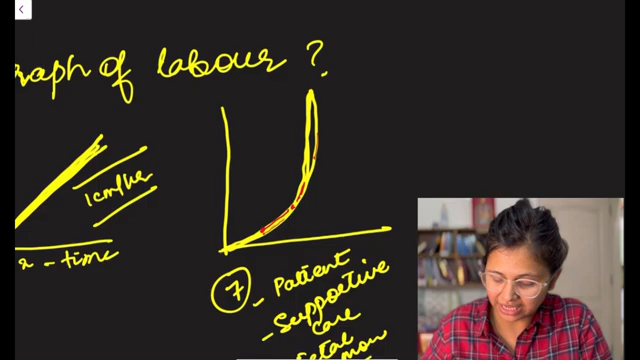 raph of labour ?
1cm/hr
x - time
7 - Patient
- Supportive
care